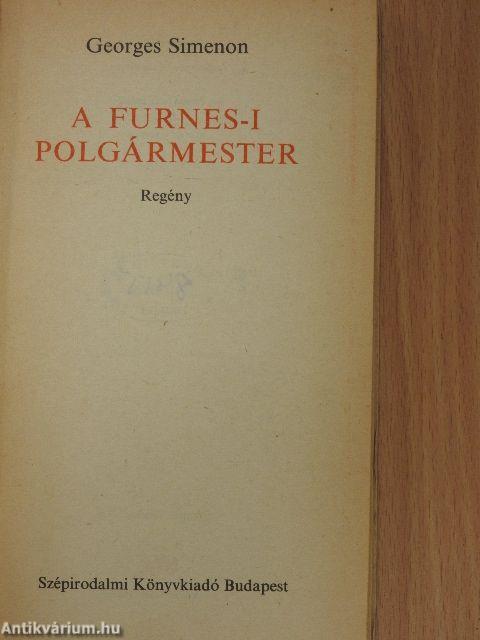 Georges Simenon
A FURNES-I
POLGÁRMESTER
Regény
Szépirodalmi Könyvkiadó Budapest
Antikvárium.hu